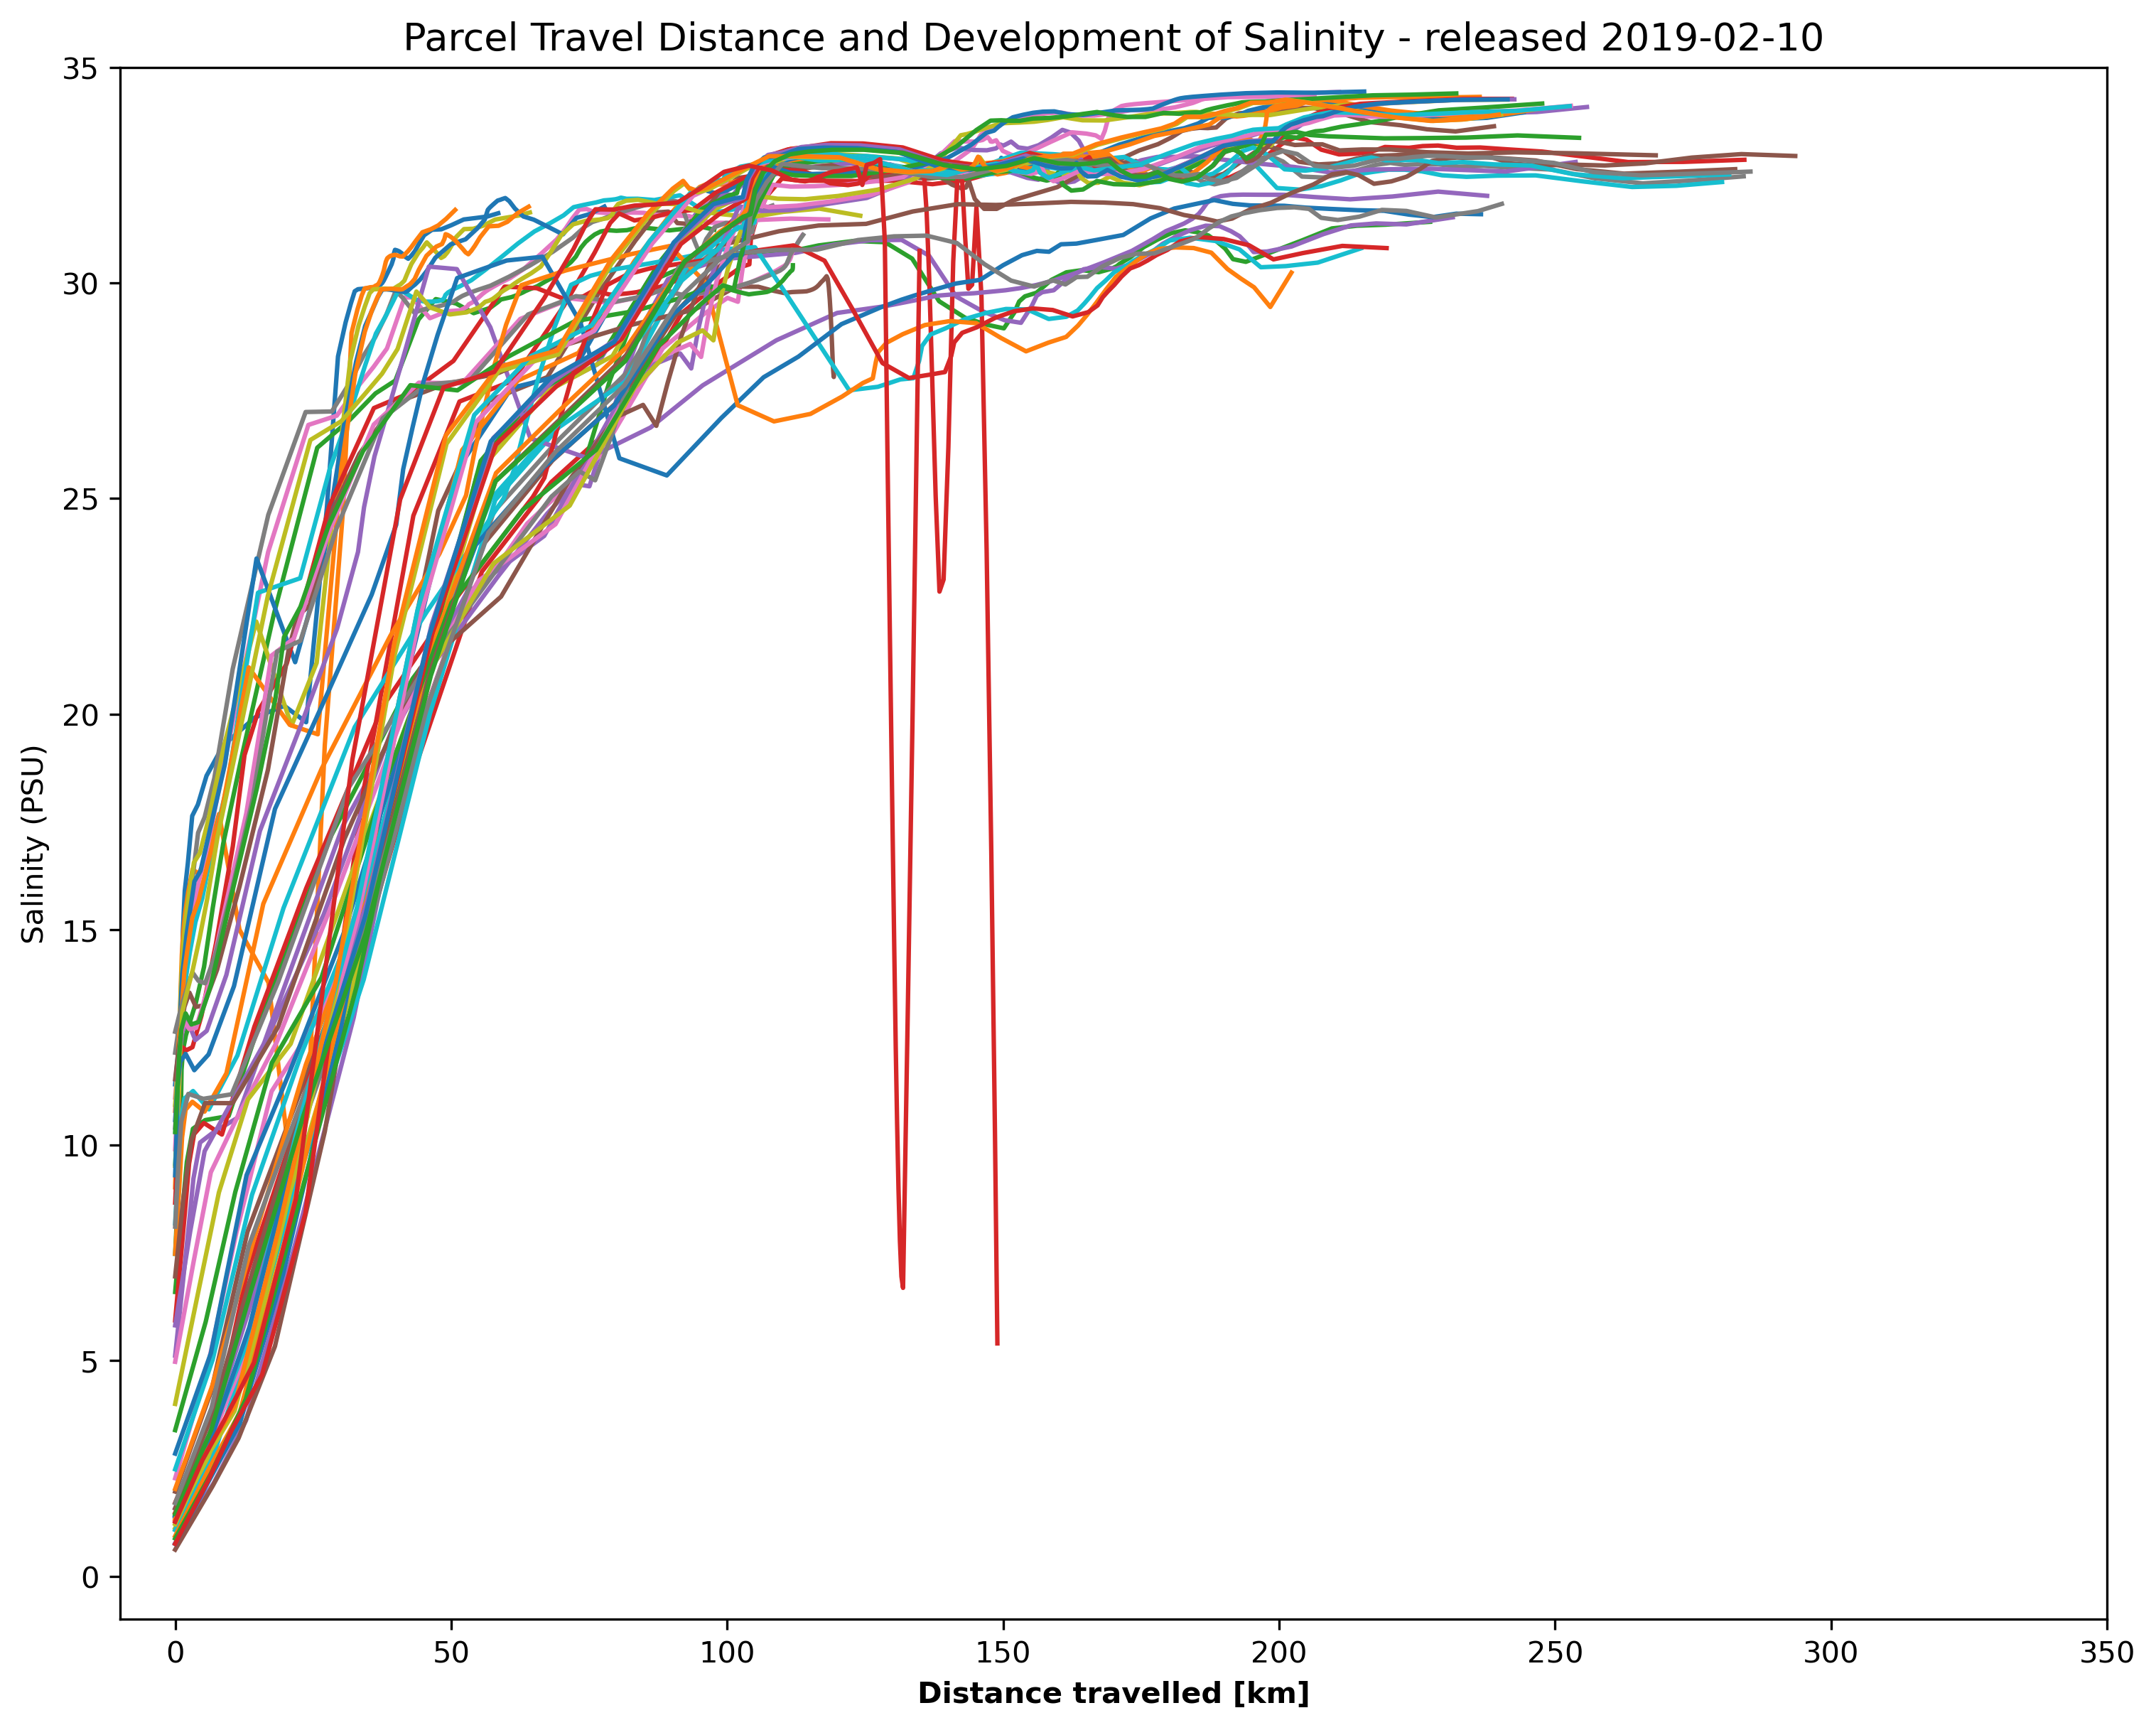 Parcel Travel Distance and Development of Salinity - released 2019-02-10
35
30
25
20
15
10
5
0
Salinity (PSU)
0 50 100 150 200 250 300 350
Distance travelled [km]